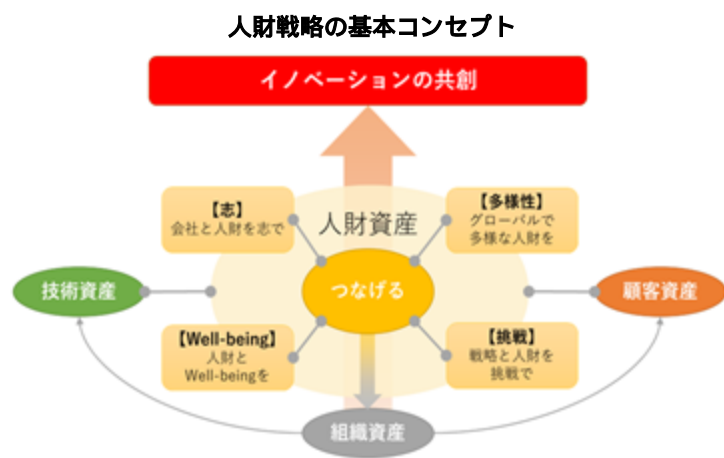 人財戦略の基本コンセプト
イノベーションの共創
【志】
会社と人財を志で
人財資産
【多様性】
グローバルで
多様な人財を
技術資産
つなげる
顧客資産
【Well-being】
人財と
Well-beingを
【挑戦】
戦略と人財を
挑戦で
組織資産